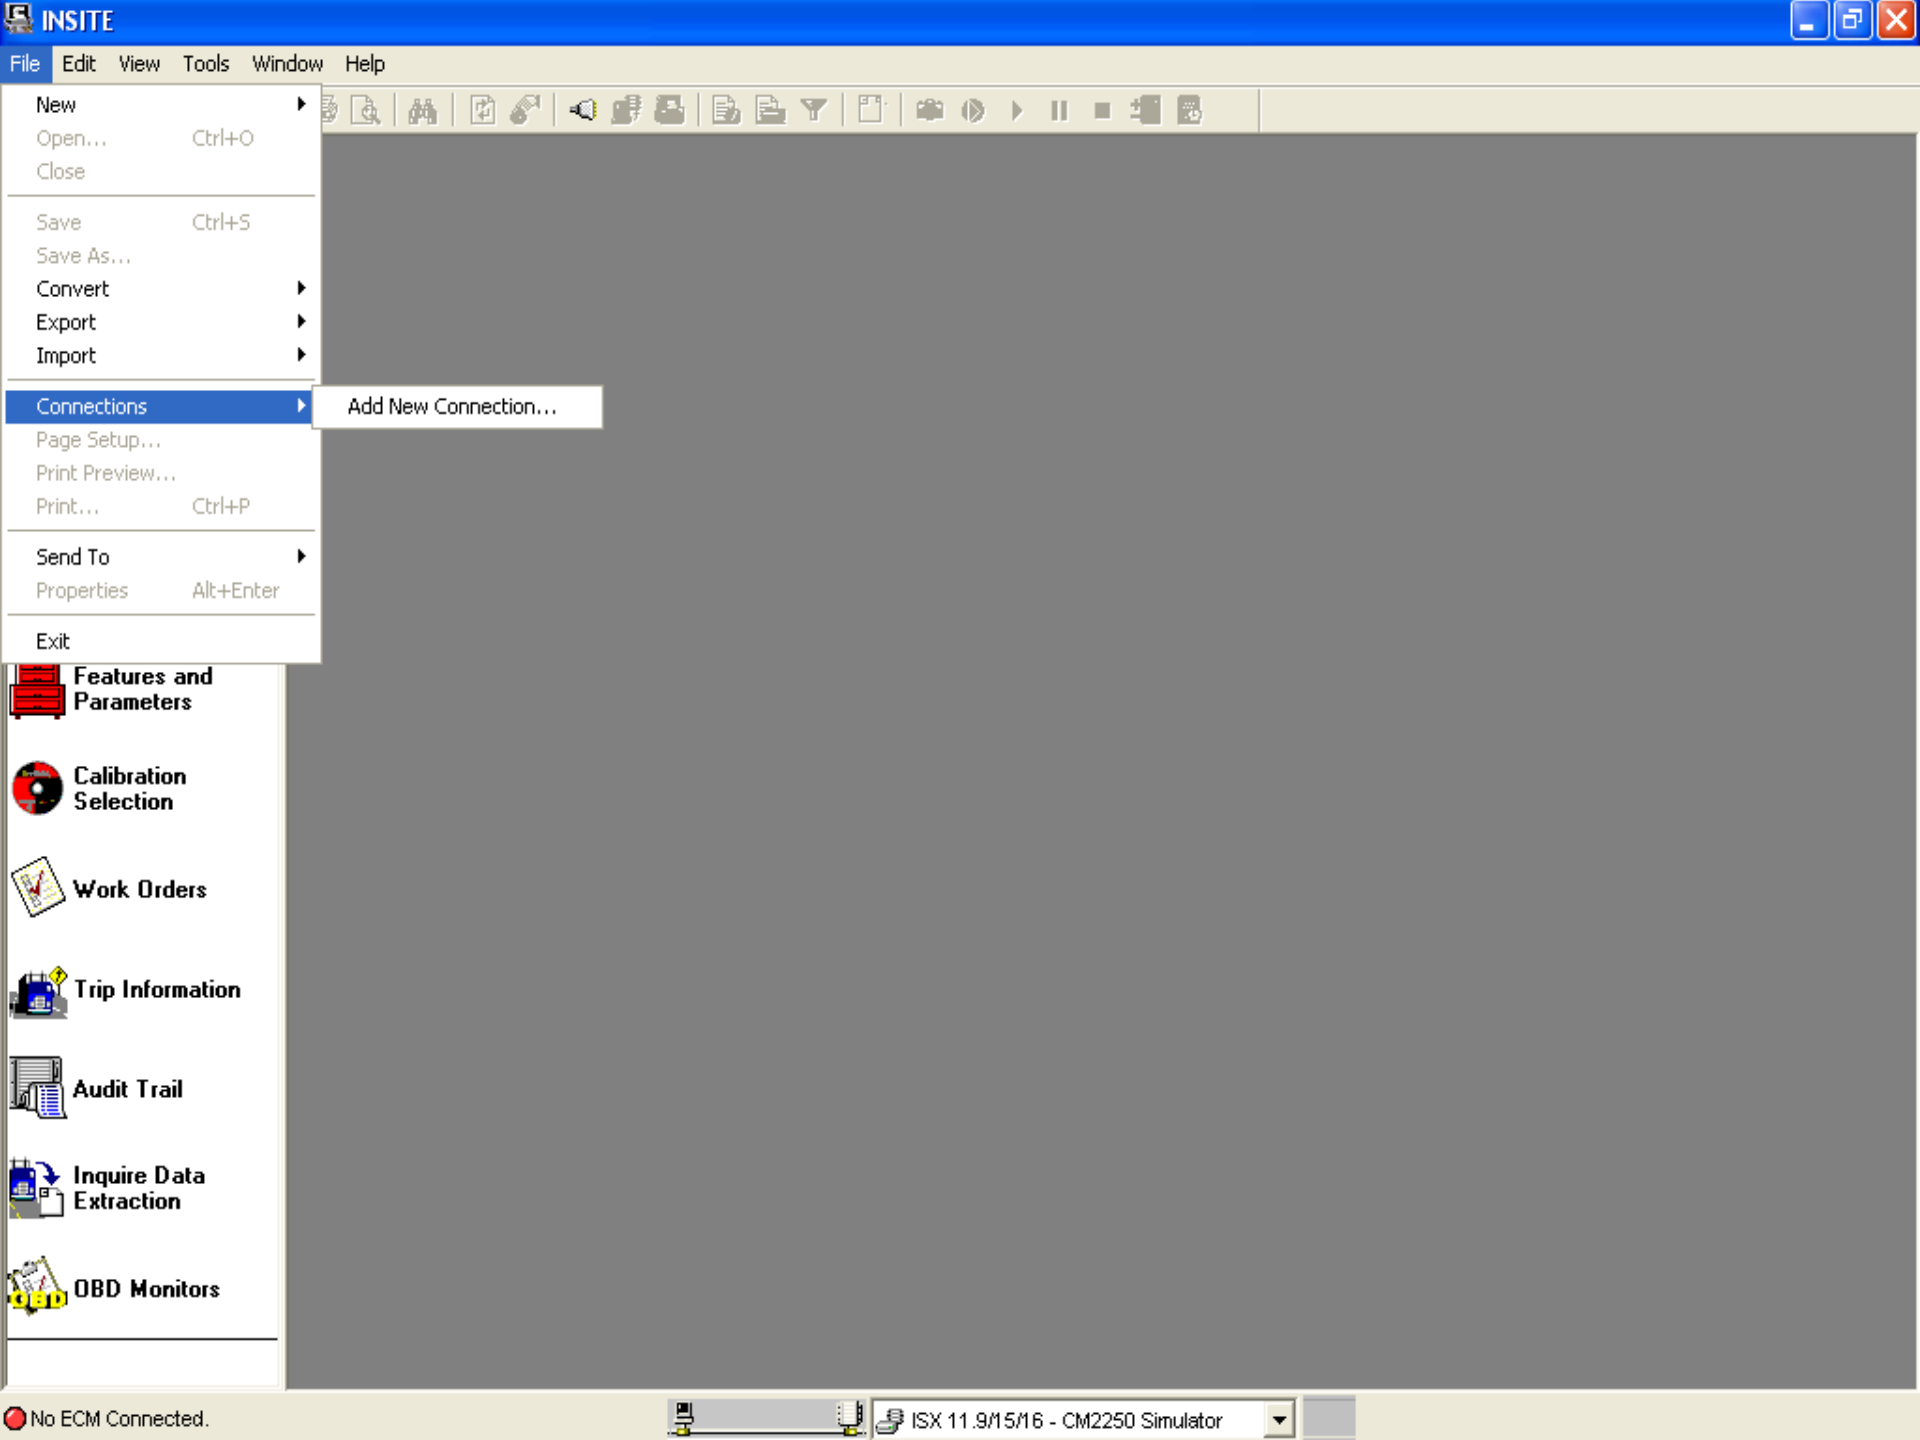 INSITE
File Edit View Tools Window Help
New
Open... Ctrl+O
Close
Save Ctrl+S
Save As...
Convert
Export
Import
Connections
Add New Connection...
Page Setup...
Print Preview...
Print... Ctrl+P
Send To
Properties Alt+Enter
Exit
Features and
Parameters
Calibration
Selection
Work Orders
Trip Information
Audit Trail
Inquire Data
Extraction
OBD
OBD Monitors
No ECM Connected.
ISX 11.9/15/16 - CM2250 Simulator